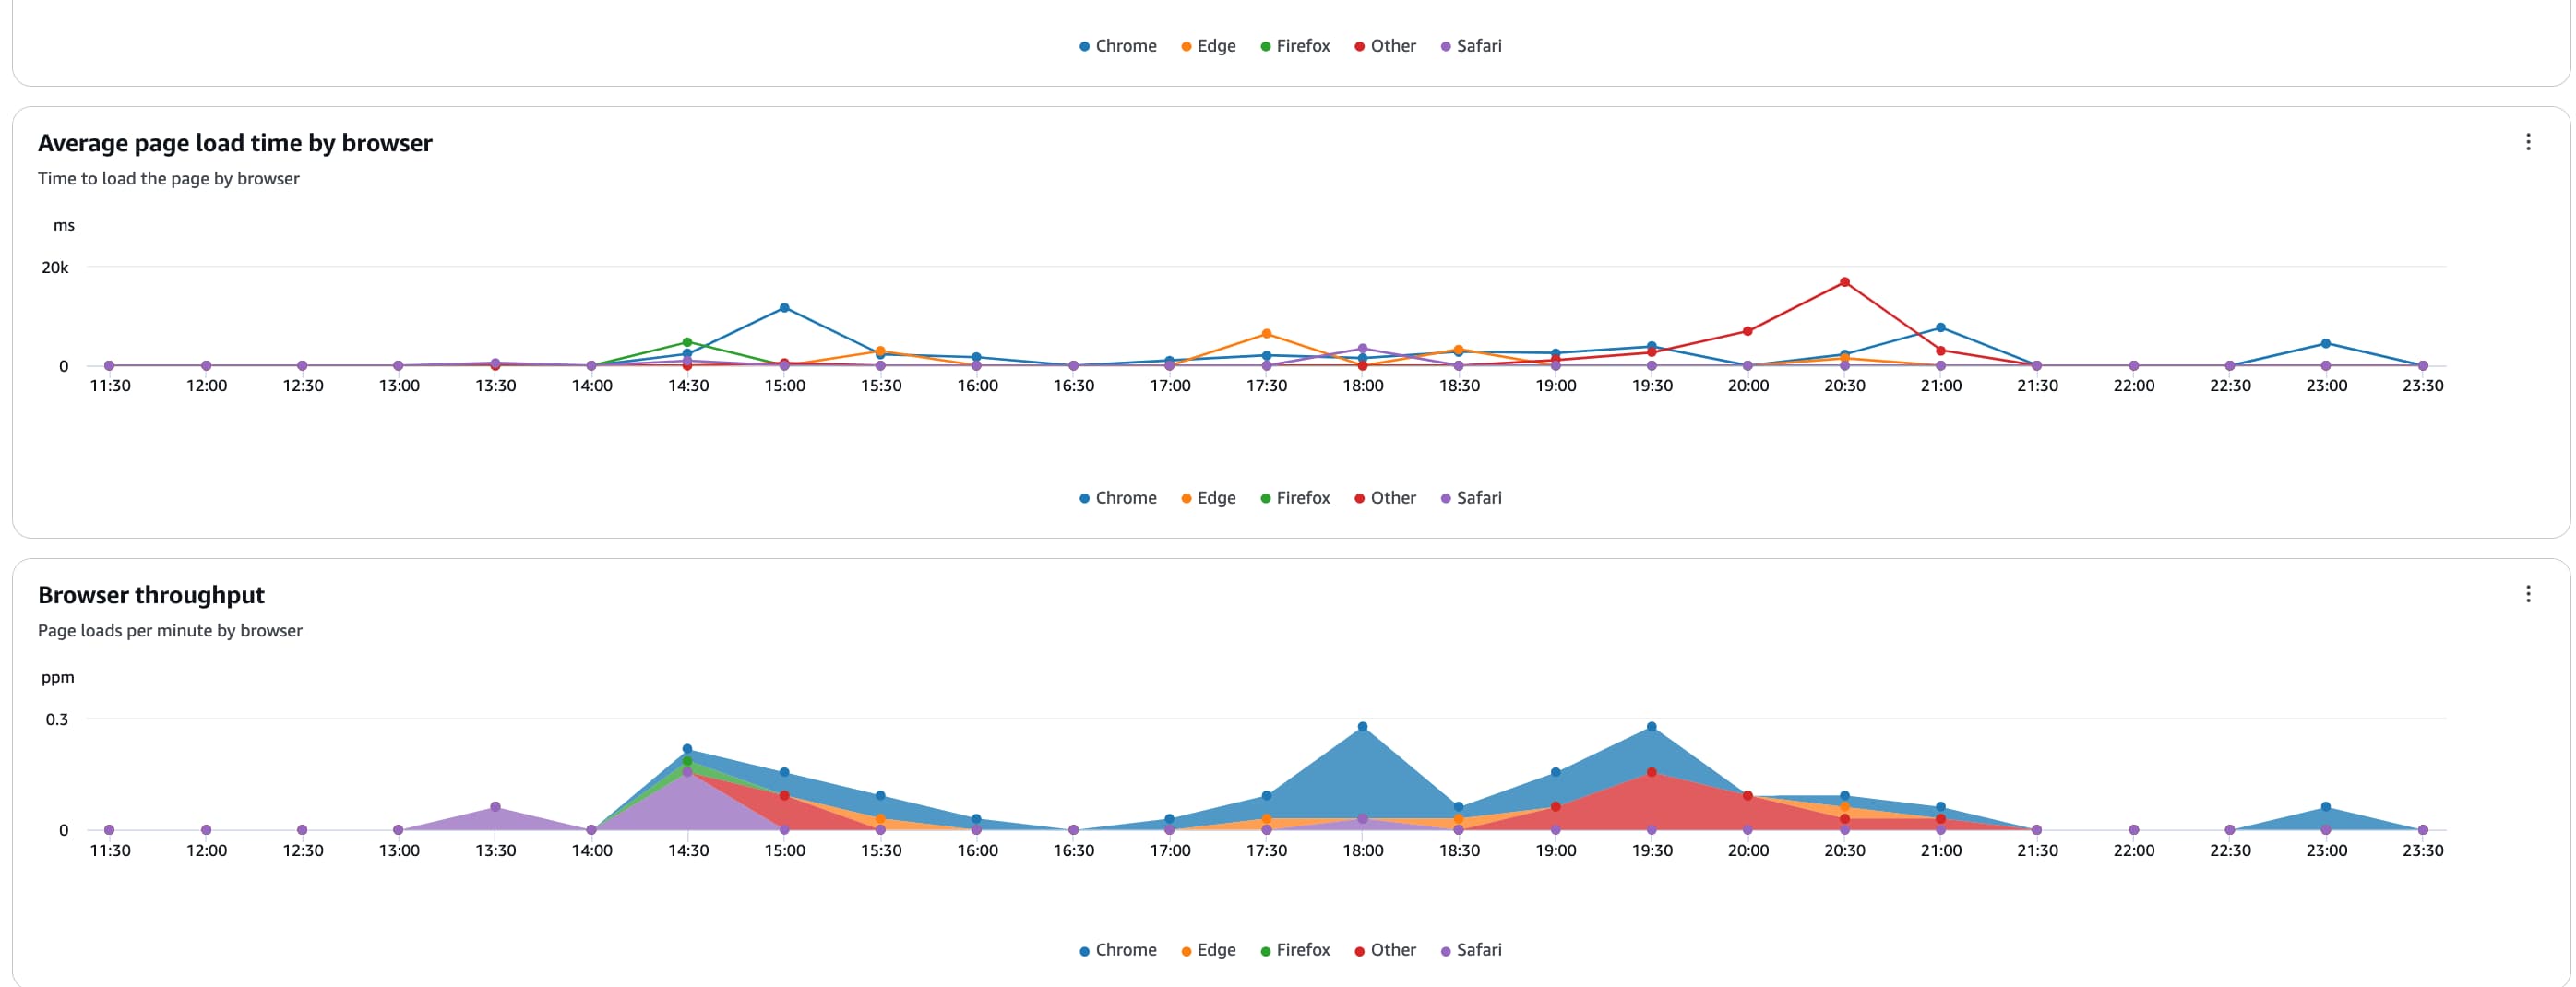 Chrome Edge Firefox Other Safari
Average page load time by browser
Time to load the page by browser
ms
20k
0
11:30 12:00 12:30 13:00 13:30 14:00 14:30 15:00 15:30 16:00 16:30 17:00 17:30 18:00 18:30 19:00 19:30 20:00 20:30 21:00 21:30 22:00 22:30 23:00 23:30
Chrome Edge Firefox Other Safari
Browser throughput
Page loads per minute by browser
ppm
0.3
0
11:30 12:00 12:30 13:00 13:30 14:00 14:30 15:00 15:30 16:00 16:30 17:00 17:30 18:00 18:30 19:00 19:30 20:00 20:30 21:00 21:30 22:00 22:30 23:00 23:30
Chrome Edge Firefox Other Safari